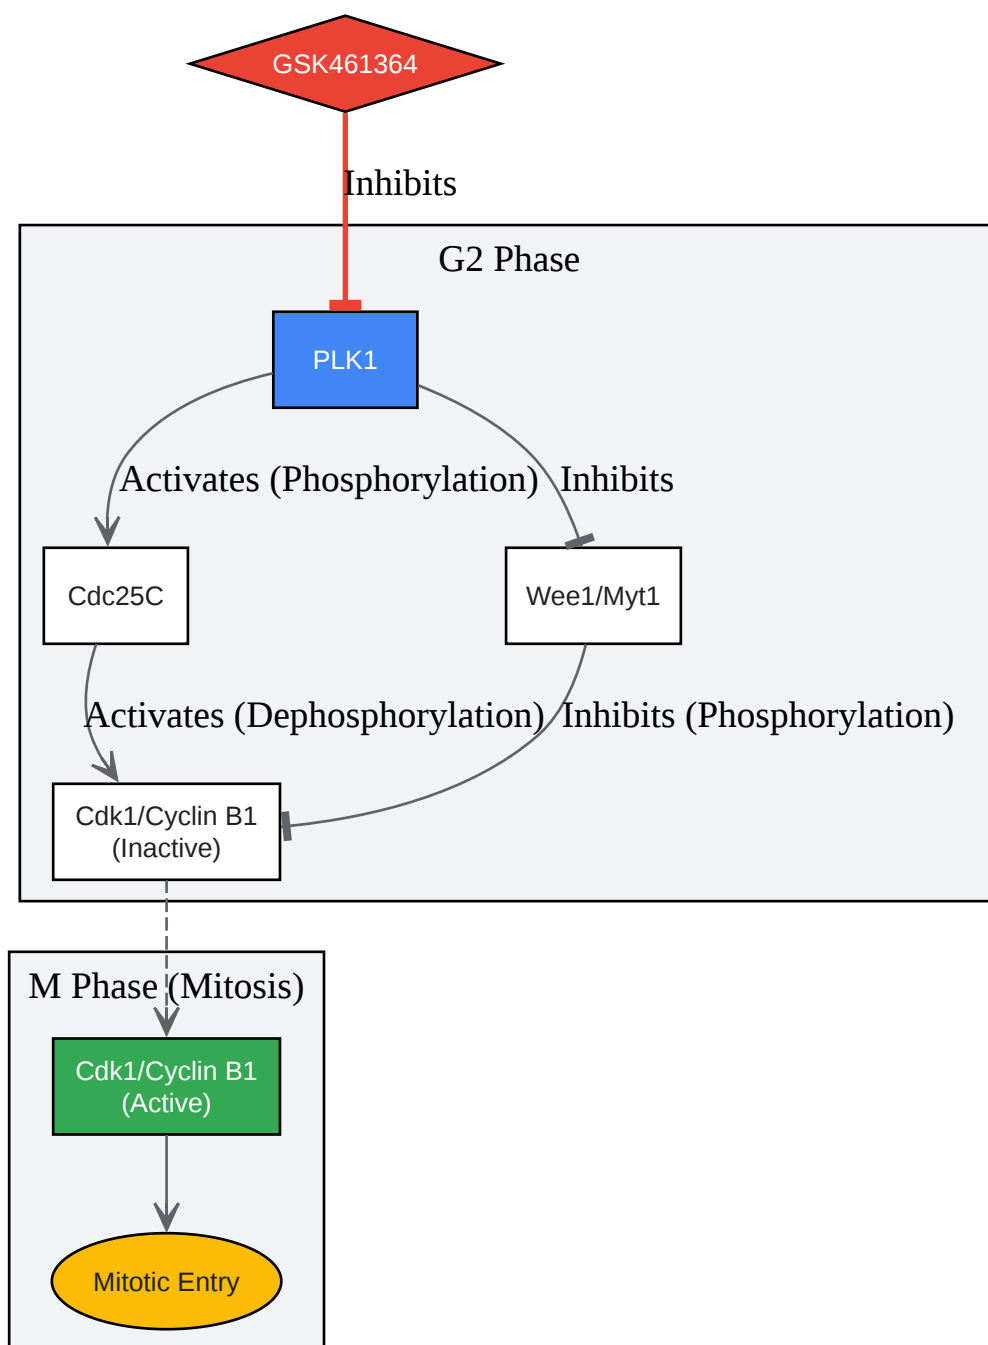 GSK461364
Inhibits
G2 Phase
PLK1
Activates (Phosphorylation)
Inhibits
Cdc25C
Wee1/Myt1
Activates (Dephosphorylation)
Inhibits (Phosphorylation)
Cdk1/Cyclin B1
(Inactive)
M Phase (Mitosis)
Cdk1/Cyclin B1
(Active)
Mitotic Entry